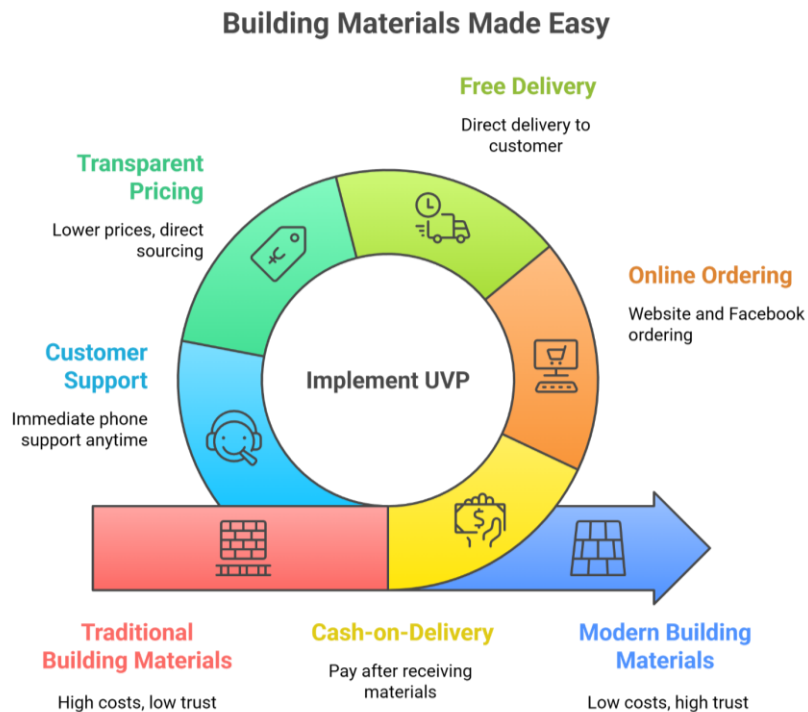 Building Materials Made Easy
Free Delivery
Direct delivery to
customer
Transparent
Pricing
Lower prices, direct
sourcing
Online Ordering
Website and Facebook
ordering
Customer
Support
Immediate phone
support anytime
Implement UVP
$
Traditional
Building Materials
High costs, low trust
Cash-on-Delivery
Pay after receiving
materials
Modern Building
Materials
Low costs, high trust